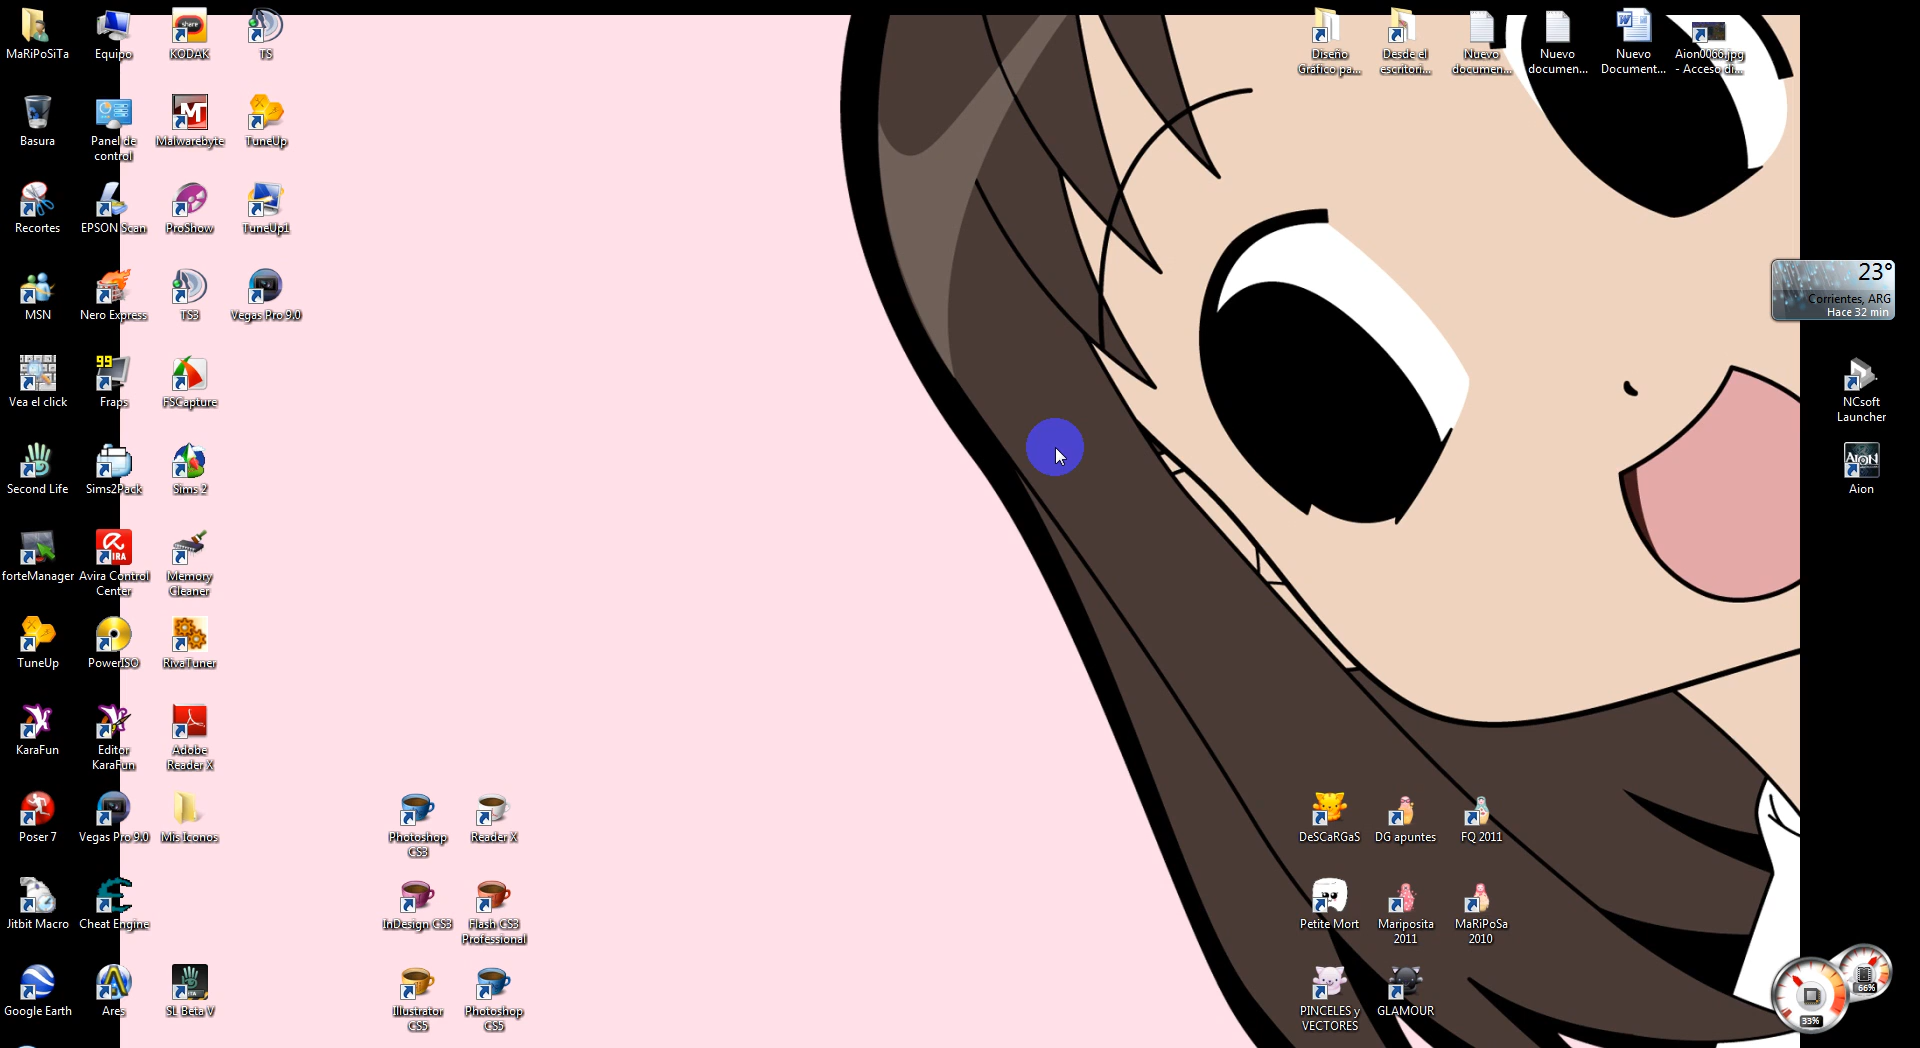 MaRiPoSiTa
Equipo
KODAK
TS
Diseño
Gráfico pa...
Desde el
escritori...
Nuevo
documen...
Nuevo
documen...
Nuevo
Document...
Aion0066.jpg
- Acceso di...
Basura
Panel de
control
Malwarebyte
TuneUp
Recortes
EPSON Scan
ProShow
TuneUp1
MSN
Nero Express
TS3
Vegas Pro 9.0
23°
Corrientes, ARG
Hace 32 min
Vea el click
99
Fraps
FSCapture
NCsoft
Launcher
Second Life
Sims2Pack
Sims 2
AION
Aion
forteManager
Avira Control
Center
Memory
Cleaner
TuneUp
PowerISO
RivaTuner
KaraFun
Editor
KaraFun
Adobe
Reader X
Poser 7
Vegas Pro 9.0
Mis Iconos
Photoshop
CS3
Reader X
DeSCaRGaS
DG apuntes
FQ 2011
Jitbit Macro
Cheat Engine
InDesign CS3
Flash CS3
Professional
Petite Mort
Mariposita
2011
MaRiPoSa
2010
Google Earth
Ares
SL Beta V
Illustrator
CS5
Photoshop
CS5
PINCELES y
VECTORES
GLAMOUR
66%
33%